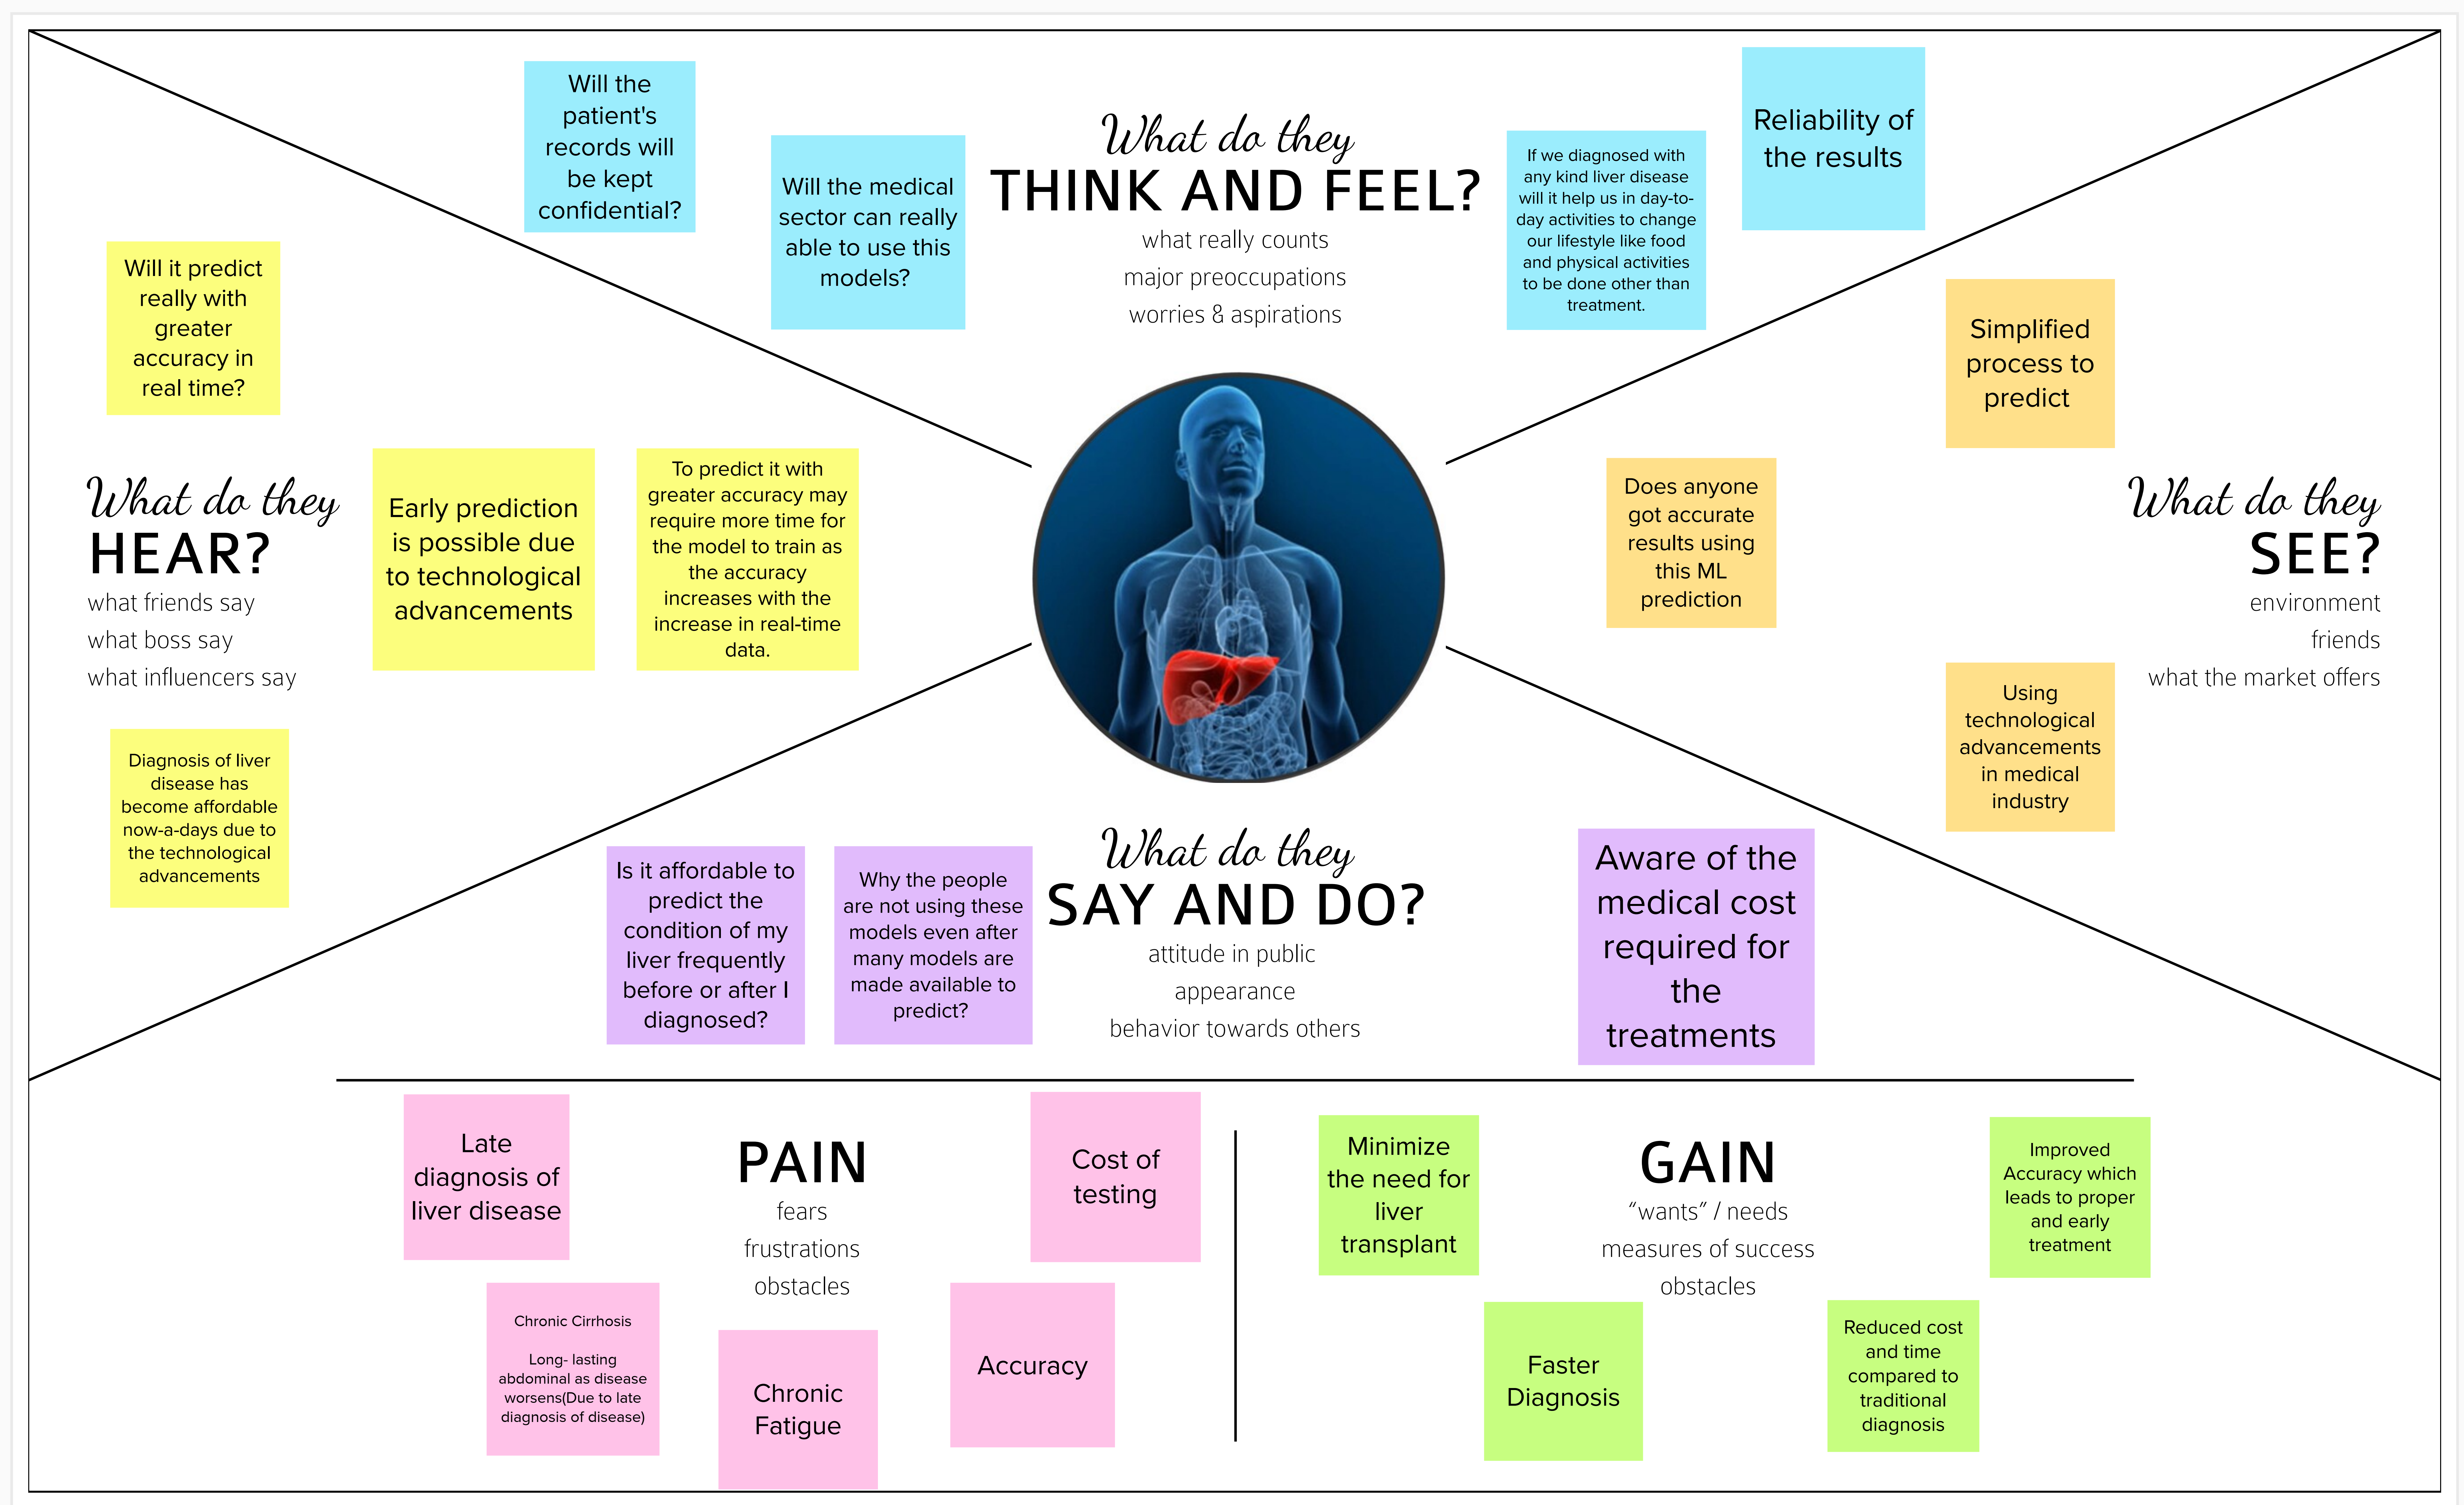 Will the
patient's
records will
be kept
confidential?
Will the medical
sector can really
able to use this
models?
What do they
THINK AND FEEL?
what really counts
major preoccupations
worries & aspirations
If we diagnosed with
any kind liver disease
will it help us in day-to-
day activities to change
our lifestyle like food
and physical activities
to be done other than
treatment.
Reliability of
the results
Will it predict
really with
greater
accuracy in
real time?
What do they
HEAR?
what friends say
what boss say
what influencers say
Early prediction
is possible due
to technological
advancements
To predict it with
greater accuracy may
require more time for
the model to train as
the accuracy
increases with the
increase in real-time
data.
Diagnosis of liver
disease has
become affordable
now-a-days due to
the technological
advancements
Simplified
process to
predict
Does anyone
got accurate
results using
this ML
prediction
What do they
SEE?
environment
friends
what the market offers
Using
technological
advancements
in medical
industry
Is it affordable to
predict the
condition of my
liver frequently
before or after I
diagnosed?
Why the people
are not using these
models even after
many models are
made available to
predict?
What do they
SAY AND DO?
attitude in public
appearance
behavior towards others
Aware of the
medical cost
required for
the
treatments
Late
diagnosis of
liver disease
PAIN
fears
frustrations
obstacles
Cost of
testing
Chronic Cirrhosis
Long- lasting
abdominal as disease
worsens(Due to late
diagnosis of disease)
Chronic
Fatigue
Accuracy
Minimize
the need for
liver
transplant
GAIN
“wants” / needs
measures of success
obstacles
Improved
Accuracy which
leads to proper
and early
treatment
Faster
Diagnosis
Reduced cost
and time
compared to
traditional
diagnosis